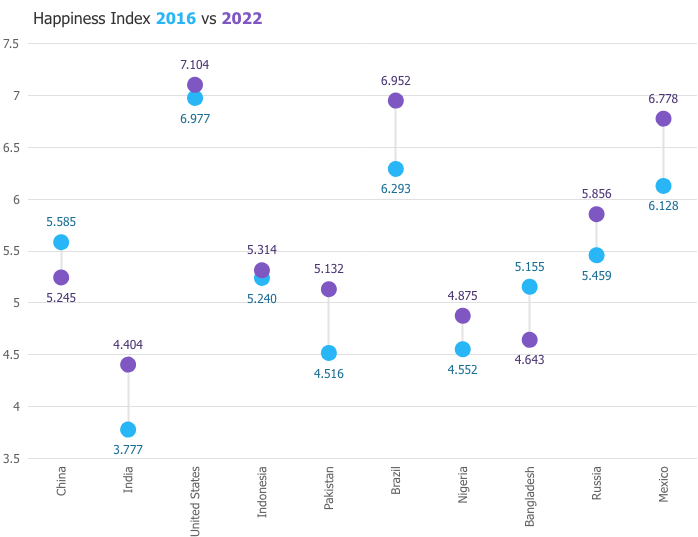 Happiness Index 2016 vs 2022
7.5
7
6.5
6
5.5
5
4.5
4
3.5
5.585
5.245
4.404
3.777
7.104
6.977
5.314
5.240
5.132
4.516
6.952
6.293
4.875
4.552
5.155
4.643
5.856
5.459
6.778
6.128
China
India
United States
Indonesia
Pakistan
Brazil
Nigeria
Bangladesh
Russia
Mexico